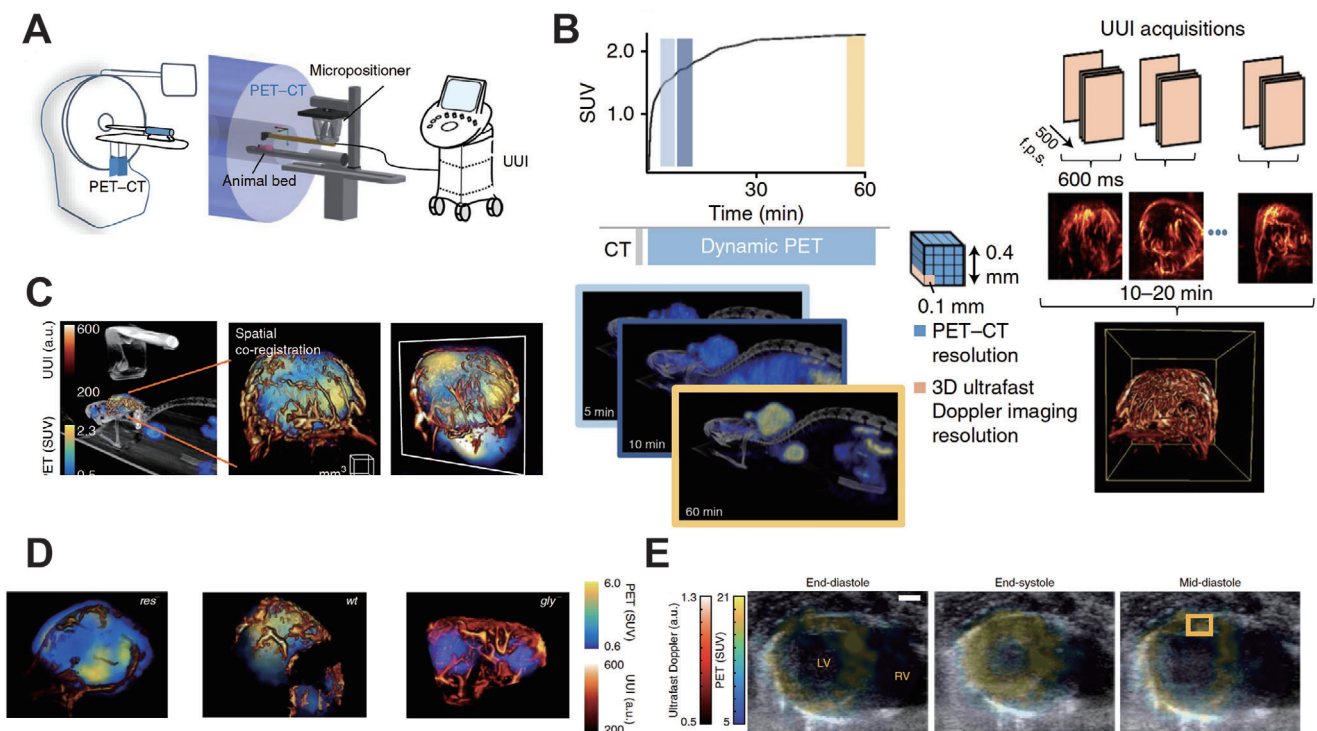 A
PET–CT
PET–CT
Micropositioner
Animal bed
UUI
B
SUV
2.0
1.0
30
60
Time (min)
CT
Dynamic PET
5 min
10 min
60 min
0.4
mm
0.1 mm
PET–CT
resolution
3D ultrafast
Doppler imaging
resolution
UUI acquisitions
500
f.p.s.
600 ms
10–20 min
C
UUI (a.u.)
600
200
PET (SUV)
2.3
0.5
Spatial
co-registration
mm³
D
res⁻
wt
gly⁻
6.0
0.6
PET (SUV)
600
200
UUI (a.u.)
E
Ultrafast Doppler (a.u.)
1.3
0.5
PET (SUV)
21
5
End-diastole
LV
RV
End-systole
Mid-diastole